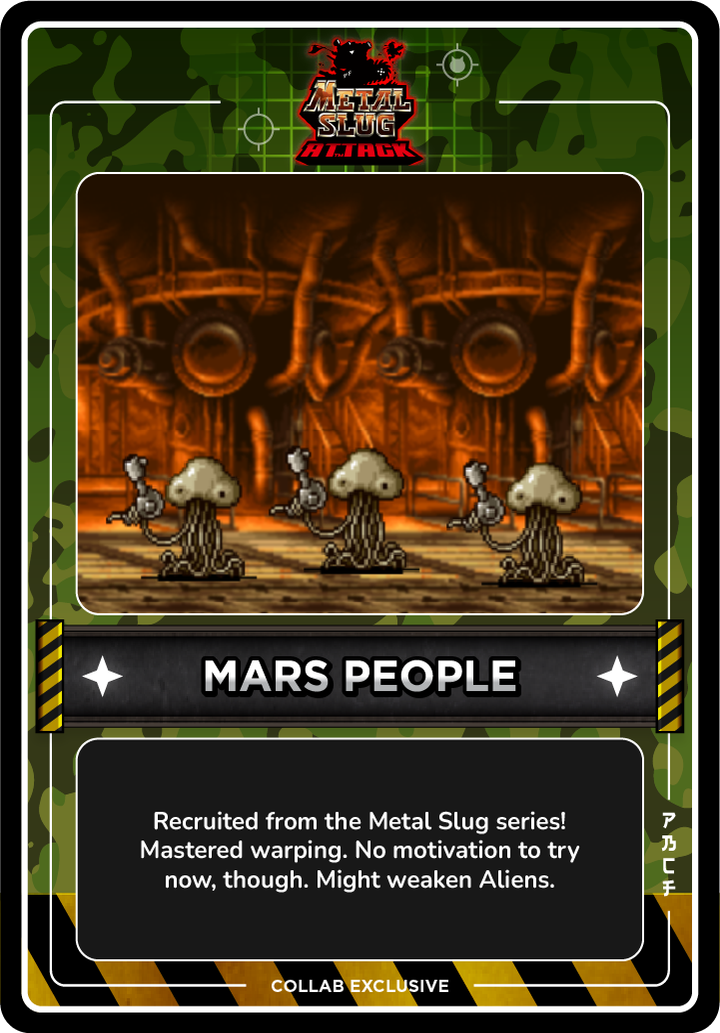 METAL
SLUG
ATTACK
MARS PEOPLE
Recruited from the Metal Slug series!
Mastered warping. No motivation to try
now, though. Might weaken Aliens.
COLLAB EXCLUSIVE